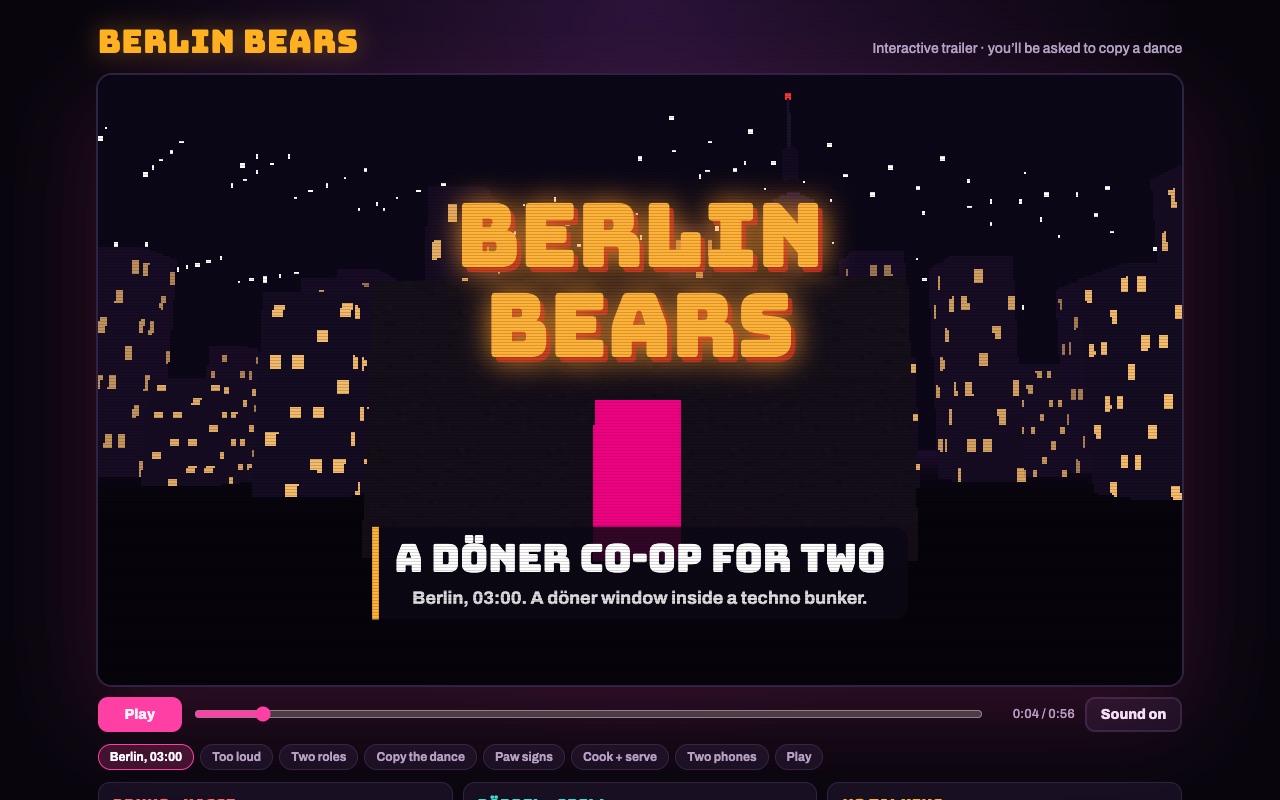 BERLIN BEARS
Interactive trailer · you'll be asked to copy a dance
BERLIN
BEARS
A DÖNER CO-OP FOR TWO
Berlin, 03:00. A döner window inside a techno bunker.
Play
0:04 / 0:56
Sound on
Berlin, 03:00
Too loud
Two roles
Copy the dance
Paw signs
Cook + serve
Two phones
Play